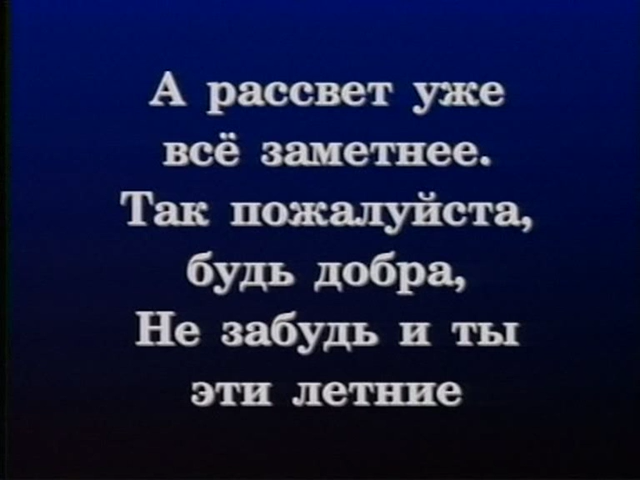 А рассвет уже
всё заметнее.
Так пожалуйста,
будь добра,
Не забудь и ты
эти летние